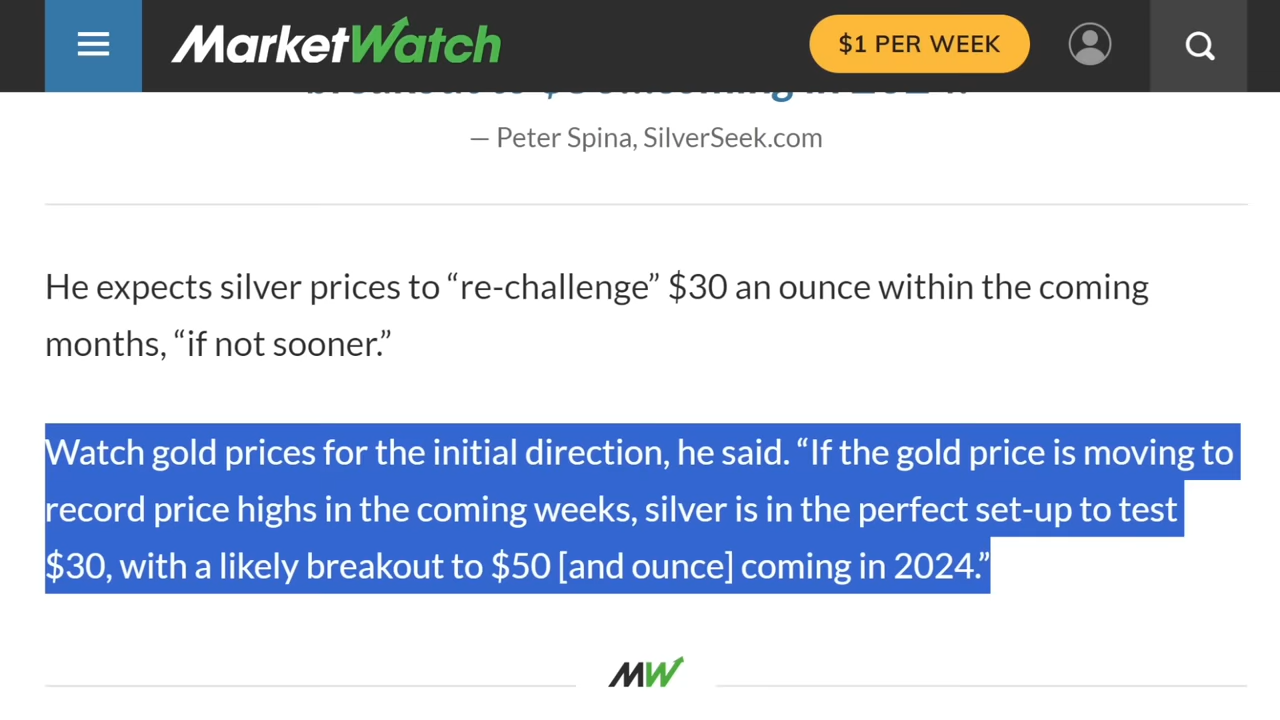 MarketWatch
$1 PER WEEK
— Peter Spina, SilverSeek.com
He expects silver prices to “re-challenge” $30 an ounce within the coming
months, “if not sooner.”
Watch gold prices for the initial direction, he said. “If the gold price is moving to
record price highs in the coming weeks, silver is in the perfect set-up to test
$30, with a likely breakout to $50 [and ounce] coming in 2024.”
MW